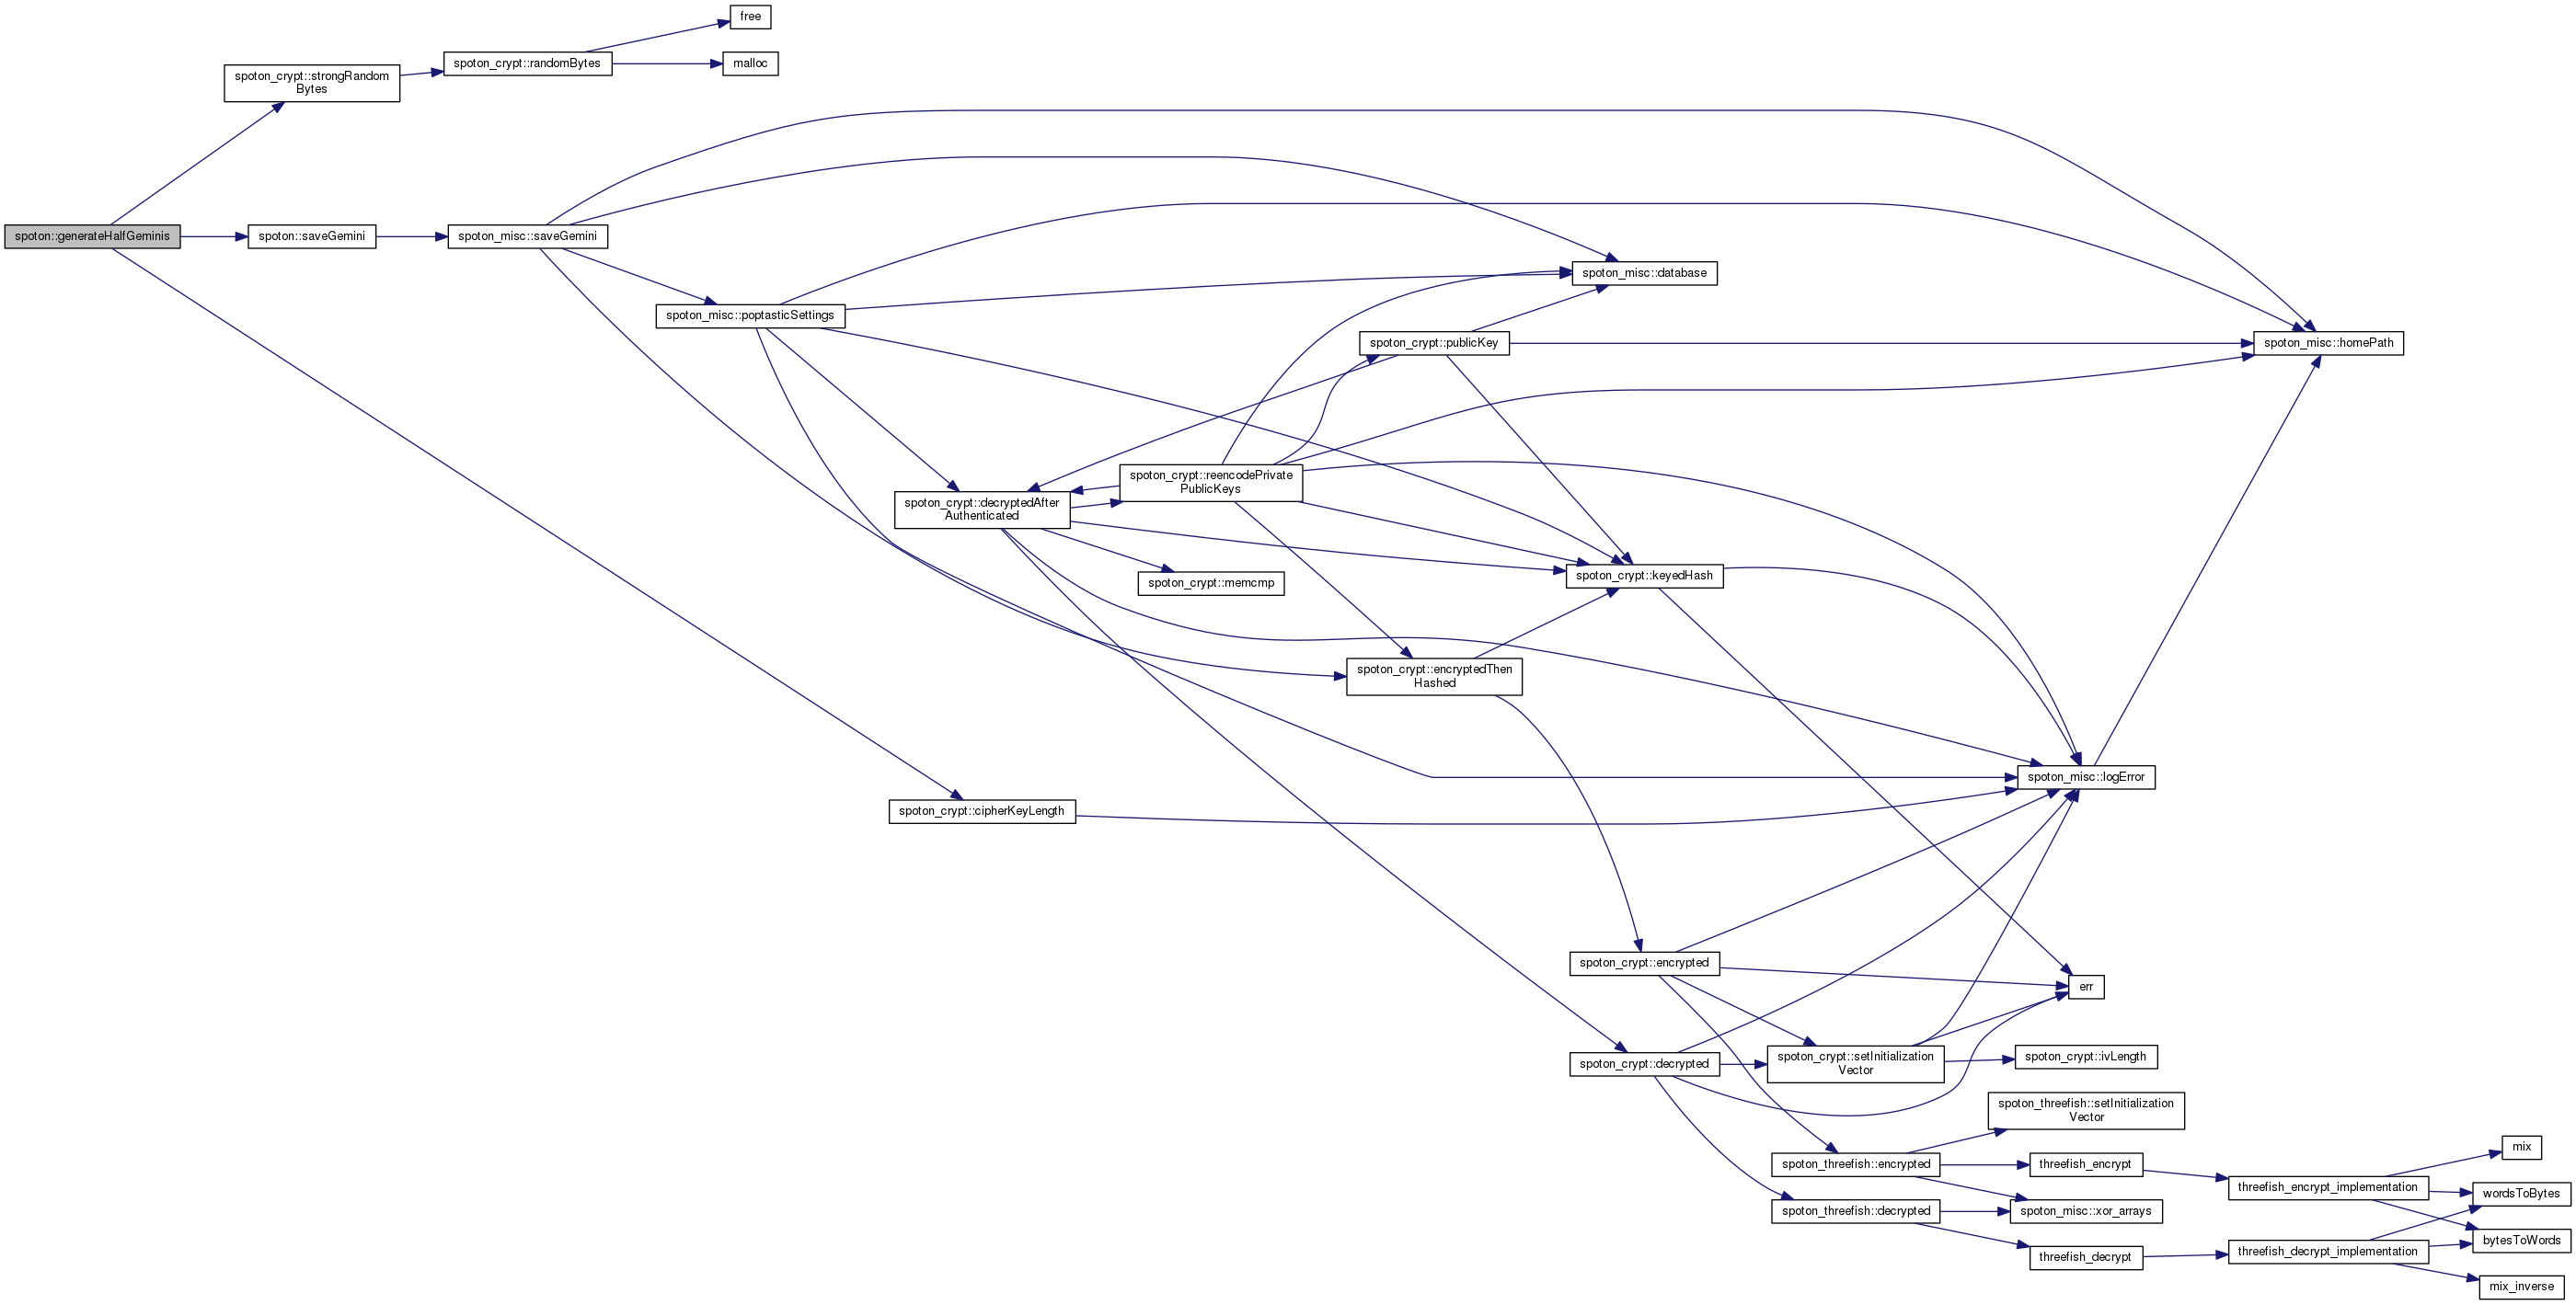 free
malloc
spoton_crypt::randomBytes
spoton_crypt::strongRandom
Bytes
spoton::generateHalfGeminis
spoton::saveGemini
spoton_misc::saveGemini
spoton_misc::database
spoton_misc::poptasticSettings
spoton_crypt::publicKey
spoton_misc::homePath
spoton_crypt::reencodePrivate
PublicKeys
spoton_crypt::decryptedAfter
Authenticated
spoton_crypt::memcmp
spoton_crypt::keyedHash
spoton_crypt::encryptedThen
Hashed
spoton_misc::logError
spoton_crypt::cipherKeyLength
spoton_crypt::encrypted
err
spoton_crypt::decrypted
spoton_crypt::setInitialization
Vector
spoton_crypt::ivLength
spoton_threefish::setInitialization
Vector
mix
spoton_threefish::encrypted
threefish_encrypt
threefish_encrypt_implementation
wordsToBytes
spoton_threefish::decrypted
spoton_misc::xor_arrays
bytesToWords
threefish_decrypt
threefish_decrypt_implementation
mix_inverse